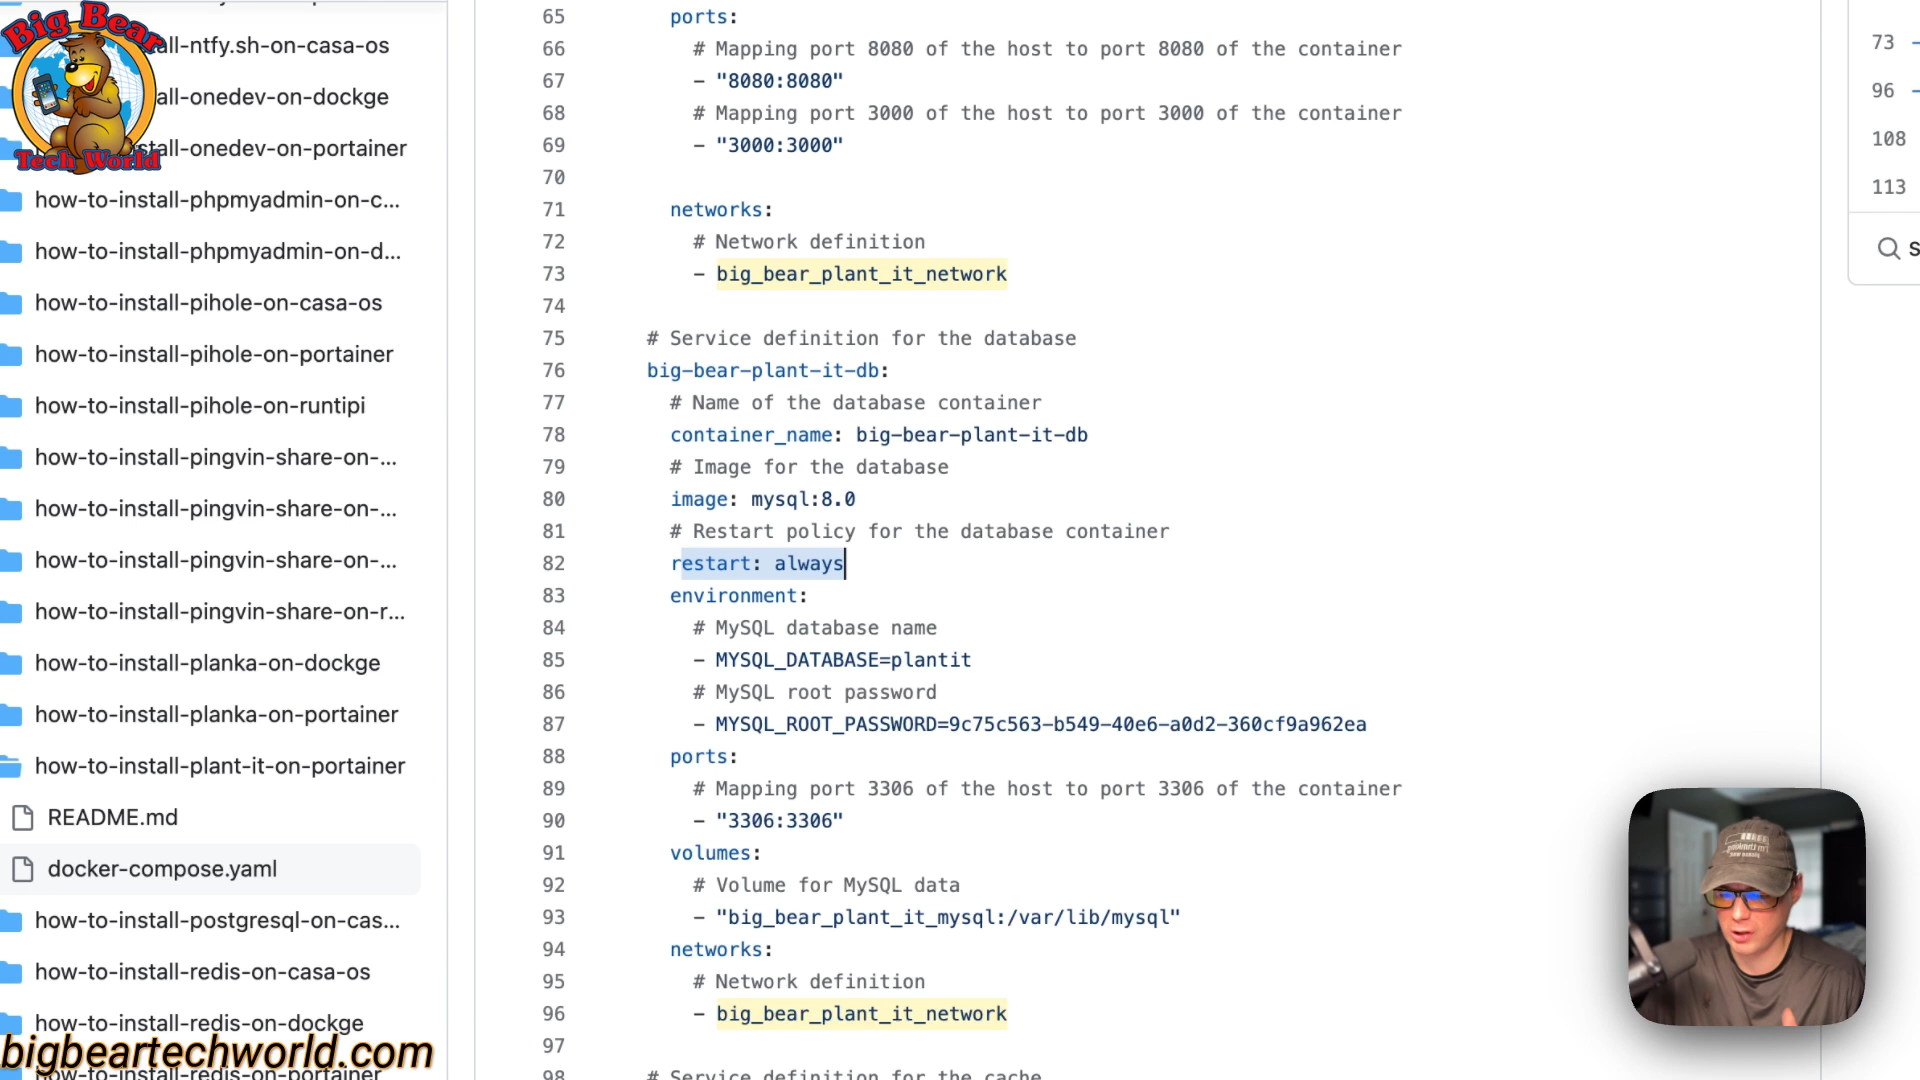 Big Bear
Tech World
all-ntfy.sh-on-casa-os
all-onedev-on-dockge
stall-onedev-on-portainer
how-to-install-phpmyadmin-on-c...
how-to-install-phpmyadmin-on-d...
how-to-install-pihole-on-casa-os
how-to-install-pihole-on-portainer
how-to-install-pihole-on-runtipi
how-to-install-pingvin-share-on-...
how-to-install-pingvin-share-on-...
how-to-install-pingvin-share-on-...
how-to-install-pingvin-share-on-r...
how-to-install-planka-on-dockge
how-to-install-planka-on-portainer
how-to-install-plant-it-on-portainer
README.md
docker-compose.yaml
how-to-install-postgresql-on-cas...
how-to-install-redis-on-casa-os
how-to-install-redis-on-dockge
bigbeartechworld.com
how-to-install-redis-on-portainer
65 ports:
66 # Mapping port 8080 of the host to port 8080 of the container
67 - "8080:8080"
68 # Mapping port 3000 of the host to port 3000 of the container
69 - "3000:3000"
70
71 networks:
72 # Network definition
73 - big_bear_plant_it_network
74
75 # Service definition for the database
76 big-bear-plant-it-db:
77 # Name of the database container
78 container_name: big-bear-plant-it-db
79 # Image for the database
80 image: mysql:8.0
81 # Restart policy for the database container
82 restart: always
83 environment:
84 # MySQL database name
85 - MYSQL_DATABASE=plantit
86 # MySQL root password
87 - MYSQL_ROOT_PASSWORD=9c75c563-b549-40e6-a0d2-360cf9a962ea
88 ports:
89 # Mapping port 3306 of the host to port 3306 of the container
90 - "3306:3306"
91 volumes:
92 # Volume for MySQL data
93 - "big_bear_plant_it_mysql:/var/lib/mysql"
94 networks:
95 # Network definition
96 - big_bear_plant_it_network
97
98 # Service definition for the cache
73 -
96 -
108
113
S